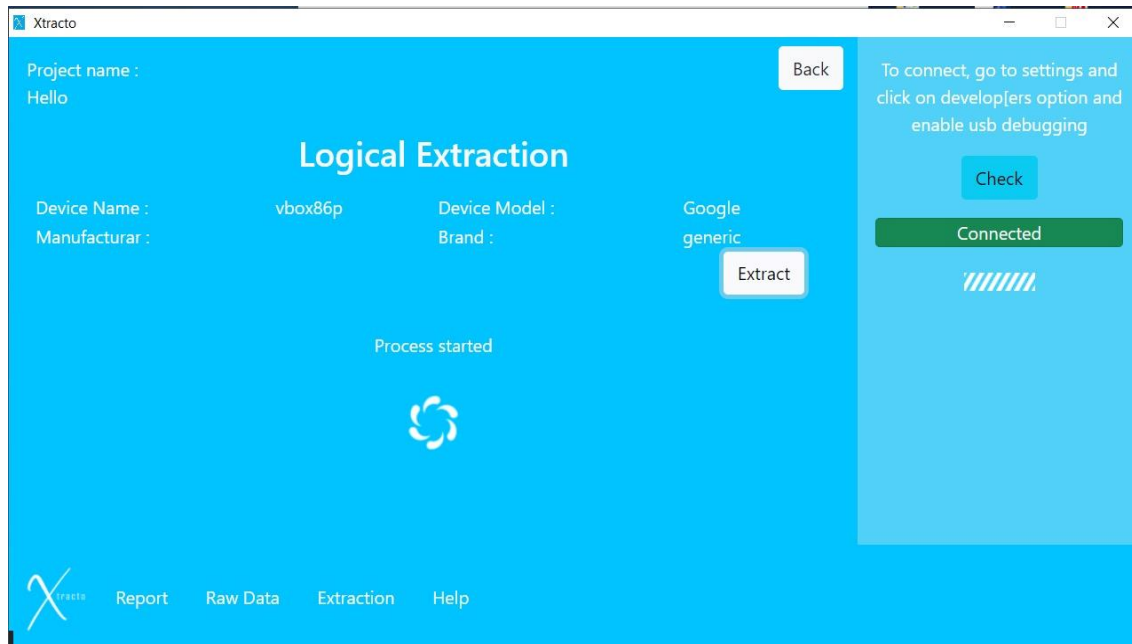 Xtracto
Project name :
Hello
Back
Logical Extraction
Device Name : vbox86p Device Model : Google
Manufacturar : Brand : generic
Extract
Process started
To connect, go to settings and
click on develop[ers option and
enable usb debugging
Check
Connected
Xtracto Report Raw Data Extraction Help